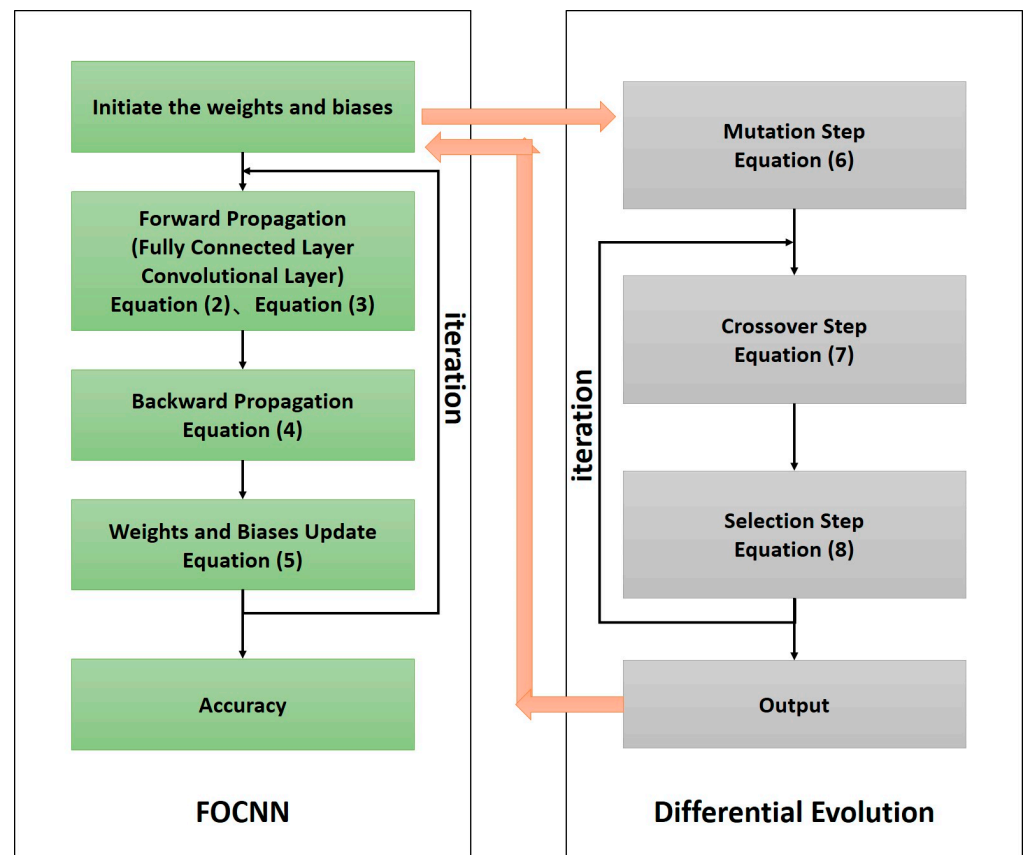 Initiate the weights and biases
Forward Propagation
(Fully Connected Layer
Convolutional Layer)
Equation (2)、Equation (3)
Backward Propagation
Equation (4)
Weights and Biases Update
Equation (5)
Accuracy
iteration
FOCNN
Mutation Step
Equation (6)
Crossover Step
Equation (7)
Selection Step
Equation (8)
Output
iteration
Differential Evolution